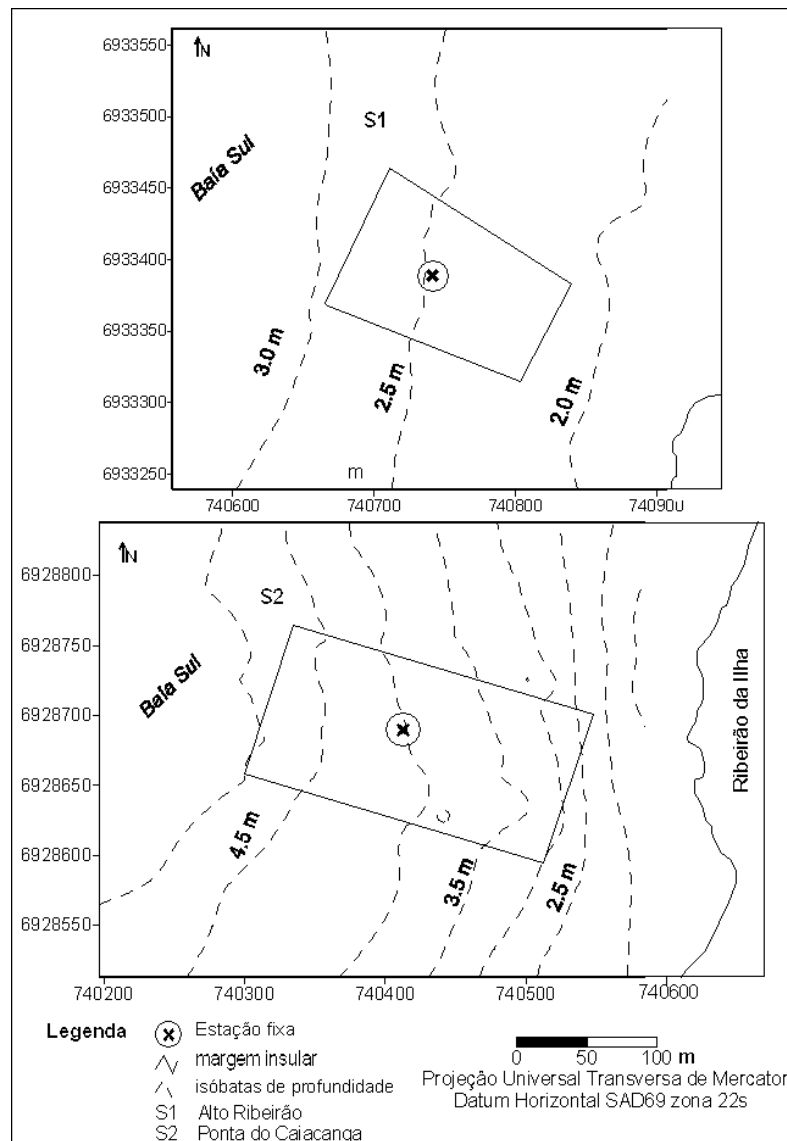 N
6933550
6933500
6933450
6933400
6933350
6933300
6933250
S1
Baía Sul
3.0 m
2.5 m
2.0 m
m
740600
740700
740800
74090u
N
6928800
6928750
6928700
6928650
6928600
6928550
S2
Baía Sul
Ribeirão da Ilha
4.5 m
3.5 m
2.5 m
740200
740300
740400
740500
740600
Legenda
Estação fixa
margem insular
isóbatas de profundidade
S1 Alto Ribeirão
S2 Ponta do Caiacanga
0 50 100 m
Projeção Universal Transversa de Mercator
Datum Horizontal SAD69 zona 22s